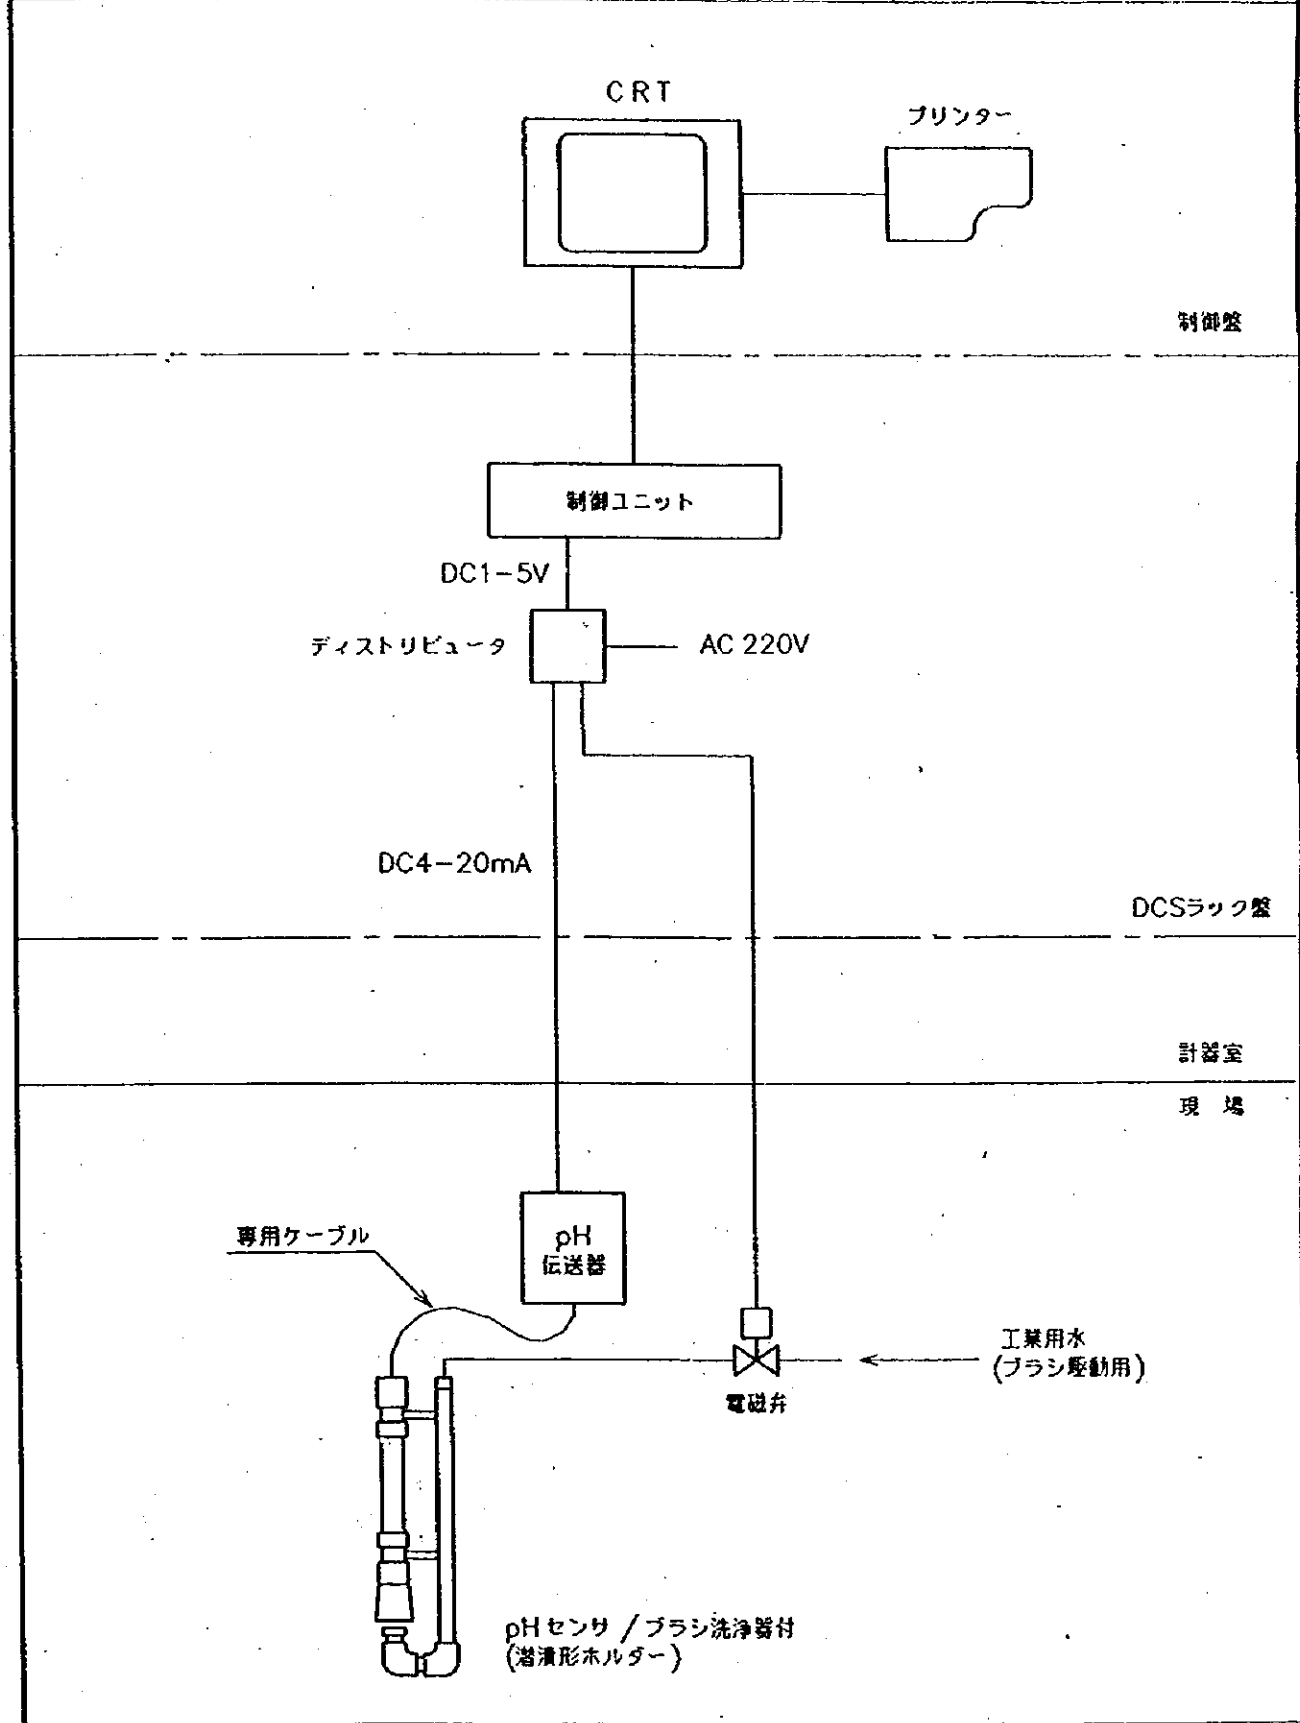 CRT
プリンター
制御盤
制御ユニット
DC1-5V
ディストリビュータ
AC 220V
DC4-20mA
DCSラック盤
計器室
現 場
専用ケーブル
pH
伝送器
工業用水
(ブラシ駆動用)
電磁弁
pHセンサ/ブラシ洗浄器付
(潜漬形ホルダー)